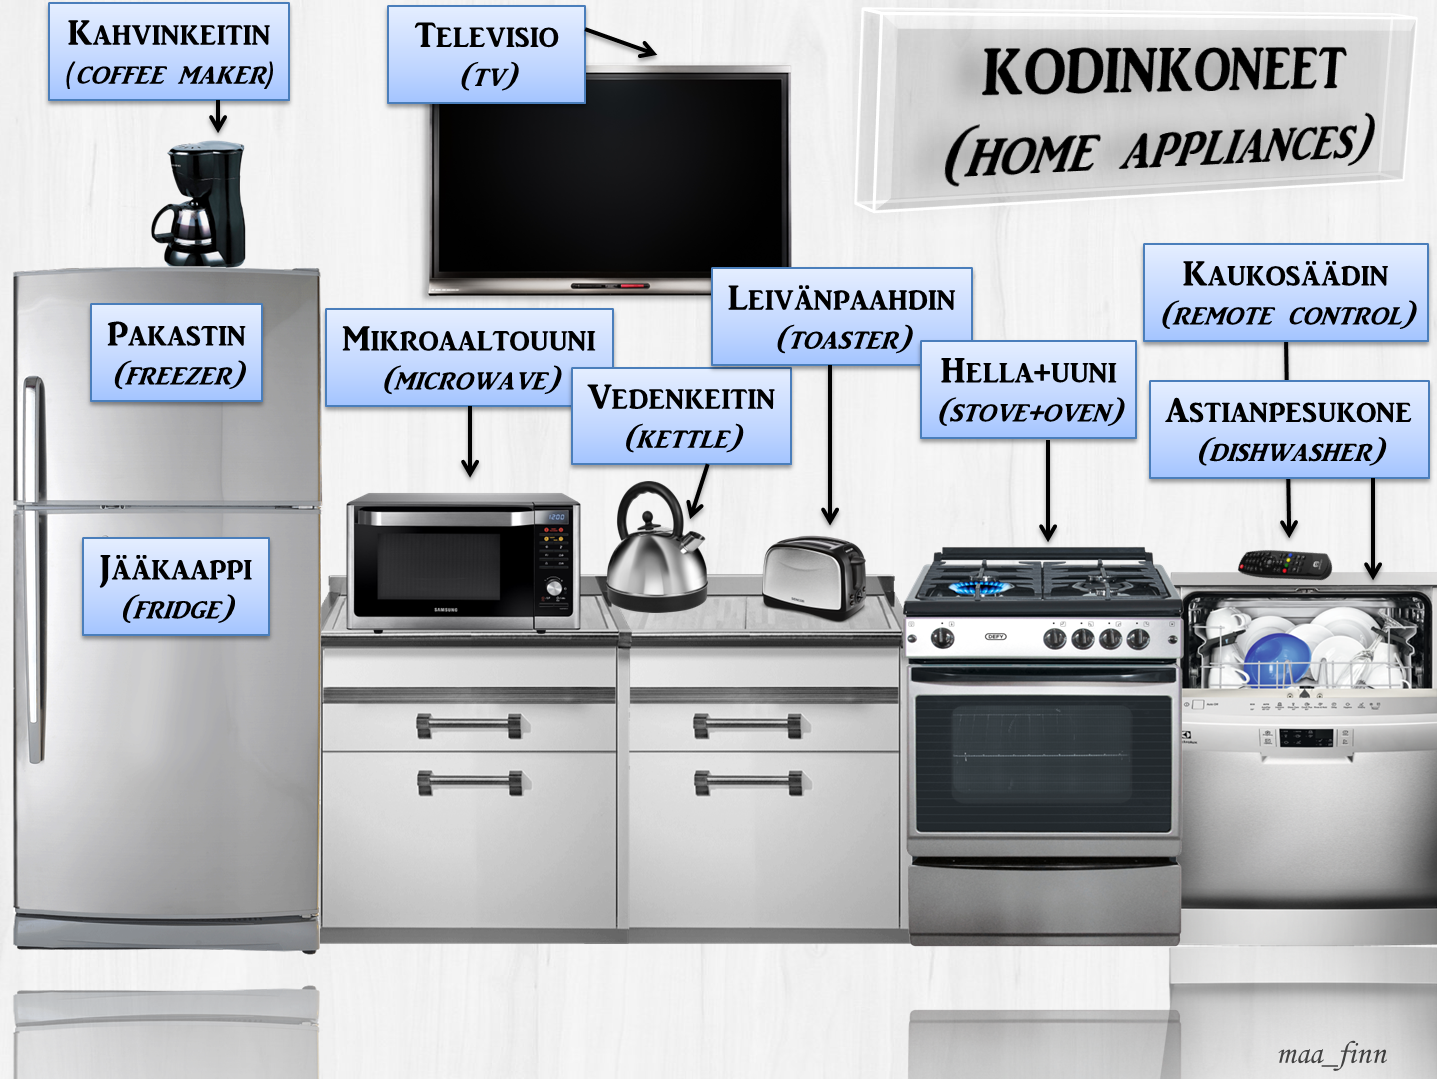 Kahvinkeitin
(coffee maker)
Televisio
(TV)
KODINKONEET
(HOME APPLIANCES)
Kaukosäädin
(remote control)
Leivänpaahdin
(toaster)
Pakastin
(freezer)
Mikroaaltouuni
(microwave)
Hella+uuni
(stove+oven)
Vedenkeitin
(kettle)
Astianpesukone
(dishwasher)
Jääkaappi
(fridge)
SAMSUNG
DEFY
maa_finn